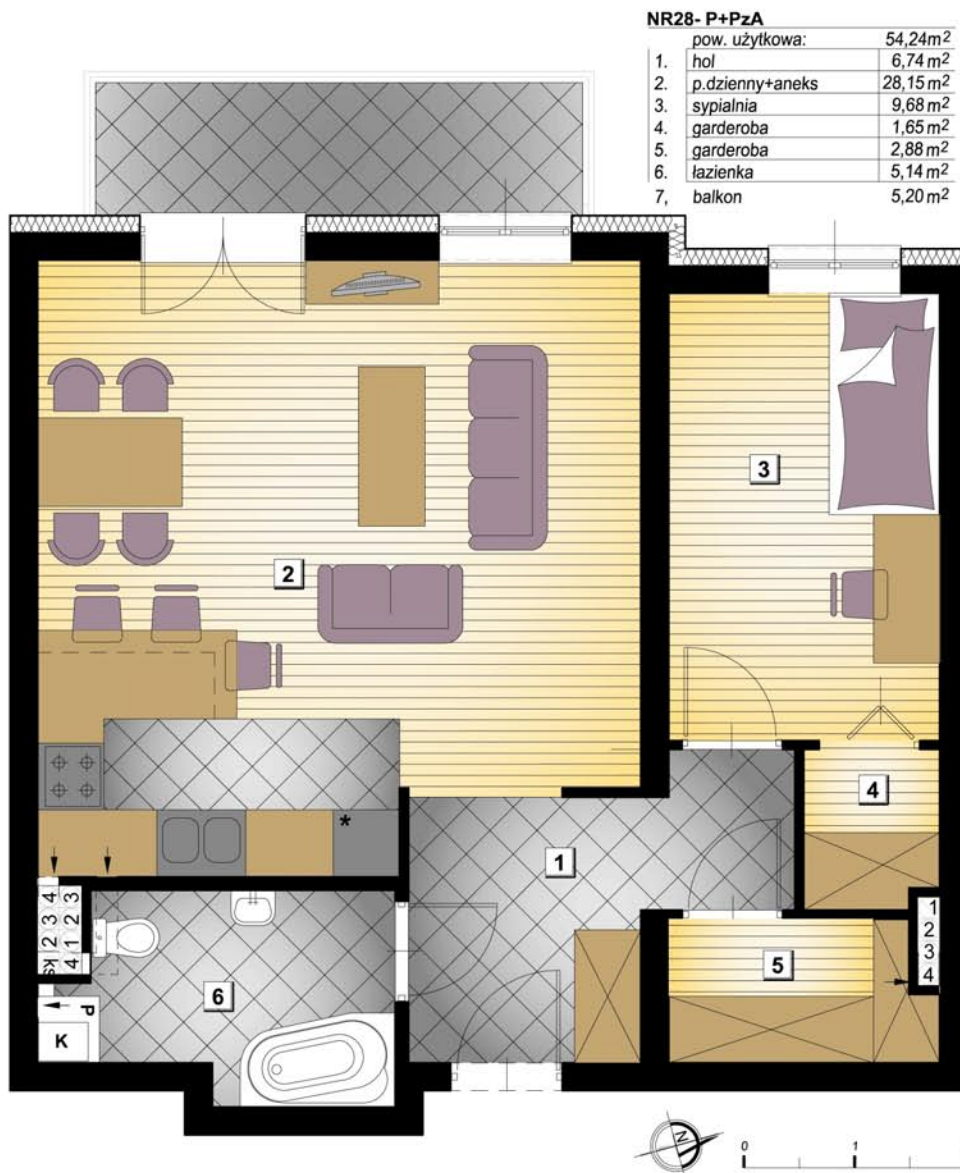 NR28- P+PzA
pow. użytkowa: 54,24m²
1. hol 6,74 m²
2. p.dzienny+aneks 28,15 m²
3. sypialnia 9,68 m²
4. garderoba 1,65 m²
5. garderoba 2,88 m²
6. łazienka 5,14 m²
7, balkon 5,20 m²
3
2
4
*
1
4 3
3 2
2 1
ks 4
1
2
3
4
5
6
P
K
N
0 1